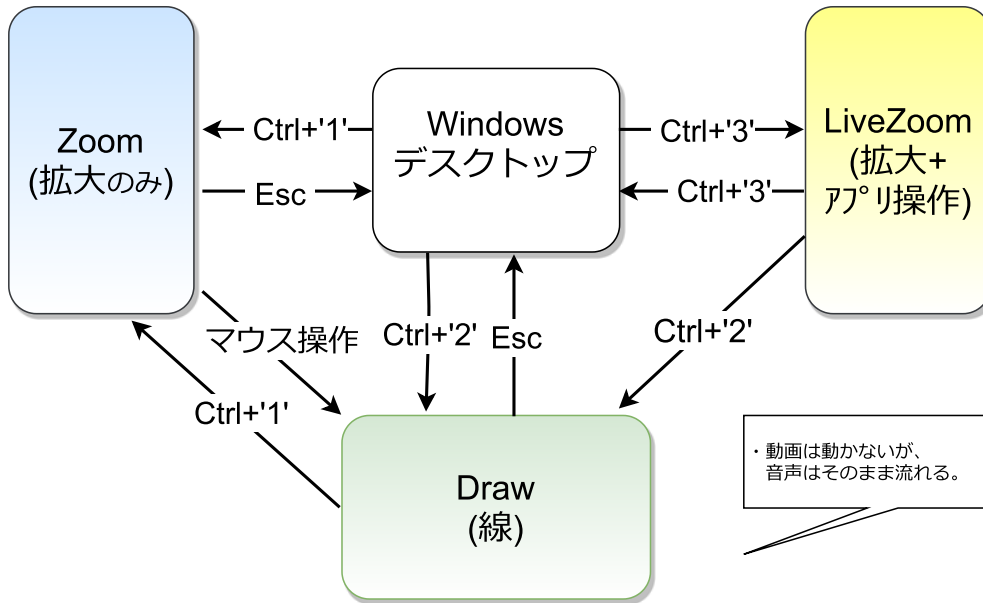 Zoom
(拡大のみ)
Ctrl+'1'
Esc
Windows
デスクトップ
Ctrl+'3'
Ctrl+'3'
LiveZoom
(拡大+
ｱﾌﾟﾘ操作)
マウス操作
Ctrl+'2'
Esc
Ctrl+'2'
Ctrl+'1'
Draw
(線)
・動画は動かないが、
音声はそのまま流れる。